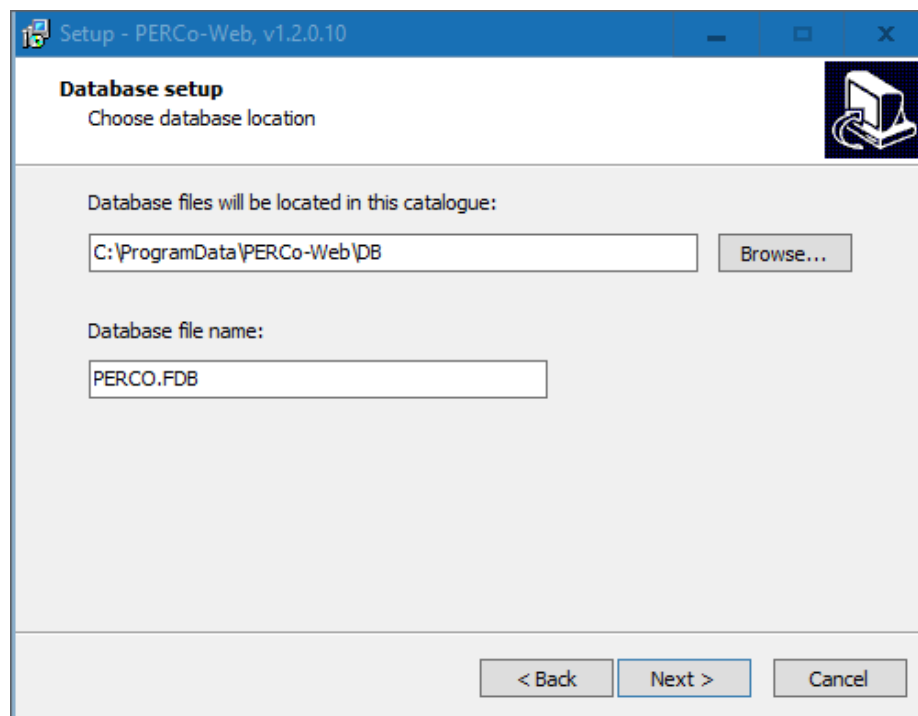 Setup - PERCo-Web, v1.2.0.10
Database setup
Choose database location
Database files will be located in this catalogue:
C:\ProgramData\PERCo-Web\DB
Browse...
Database file name:
PERCO.FDB
< Back
Next >
Cancel